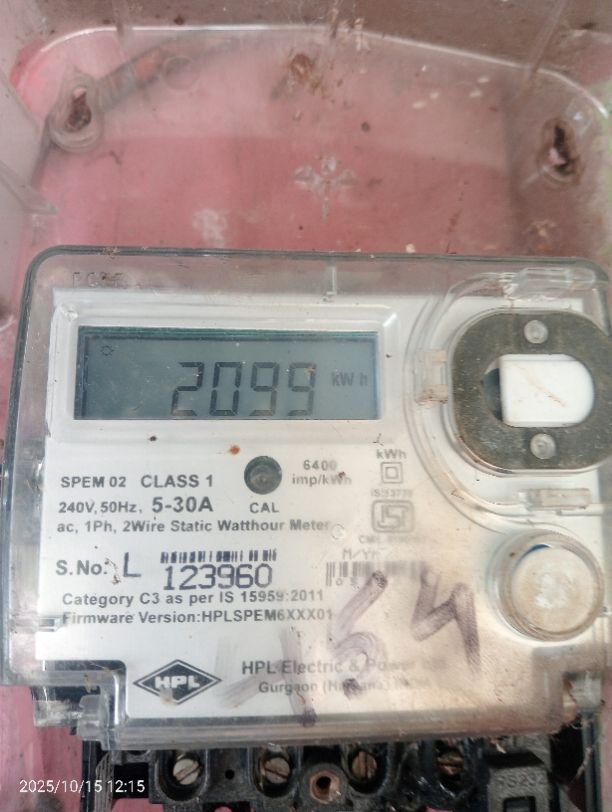 2099 kWh
6400
imp/kWh
kWh
SPEM 02 CLASS 1
CAL
240V, 50Hz, 5-30A
ac, 1Ph, 2Wire Static Watthour Meter
S.No: L 123960
M/YR
Category C3 as per IS 15959:2011
Firmware Version:HPLSPEM6XXX01
HPL
HPL Electric & Power
Gurgaon
2025/10/15 12:15